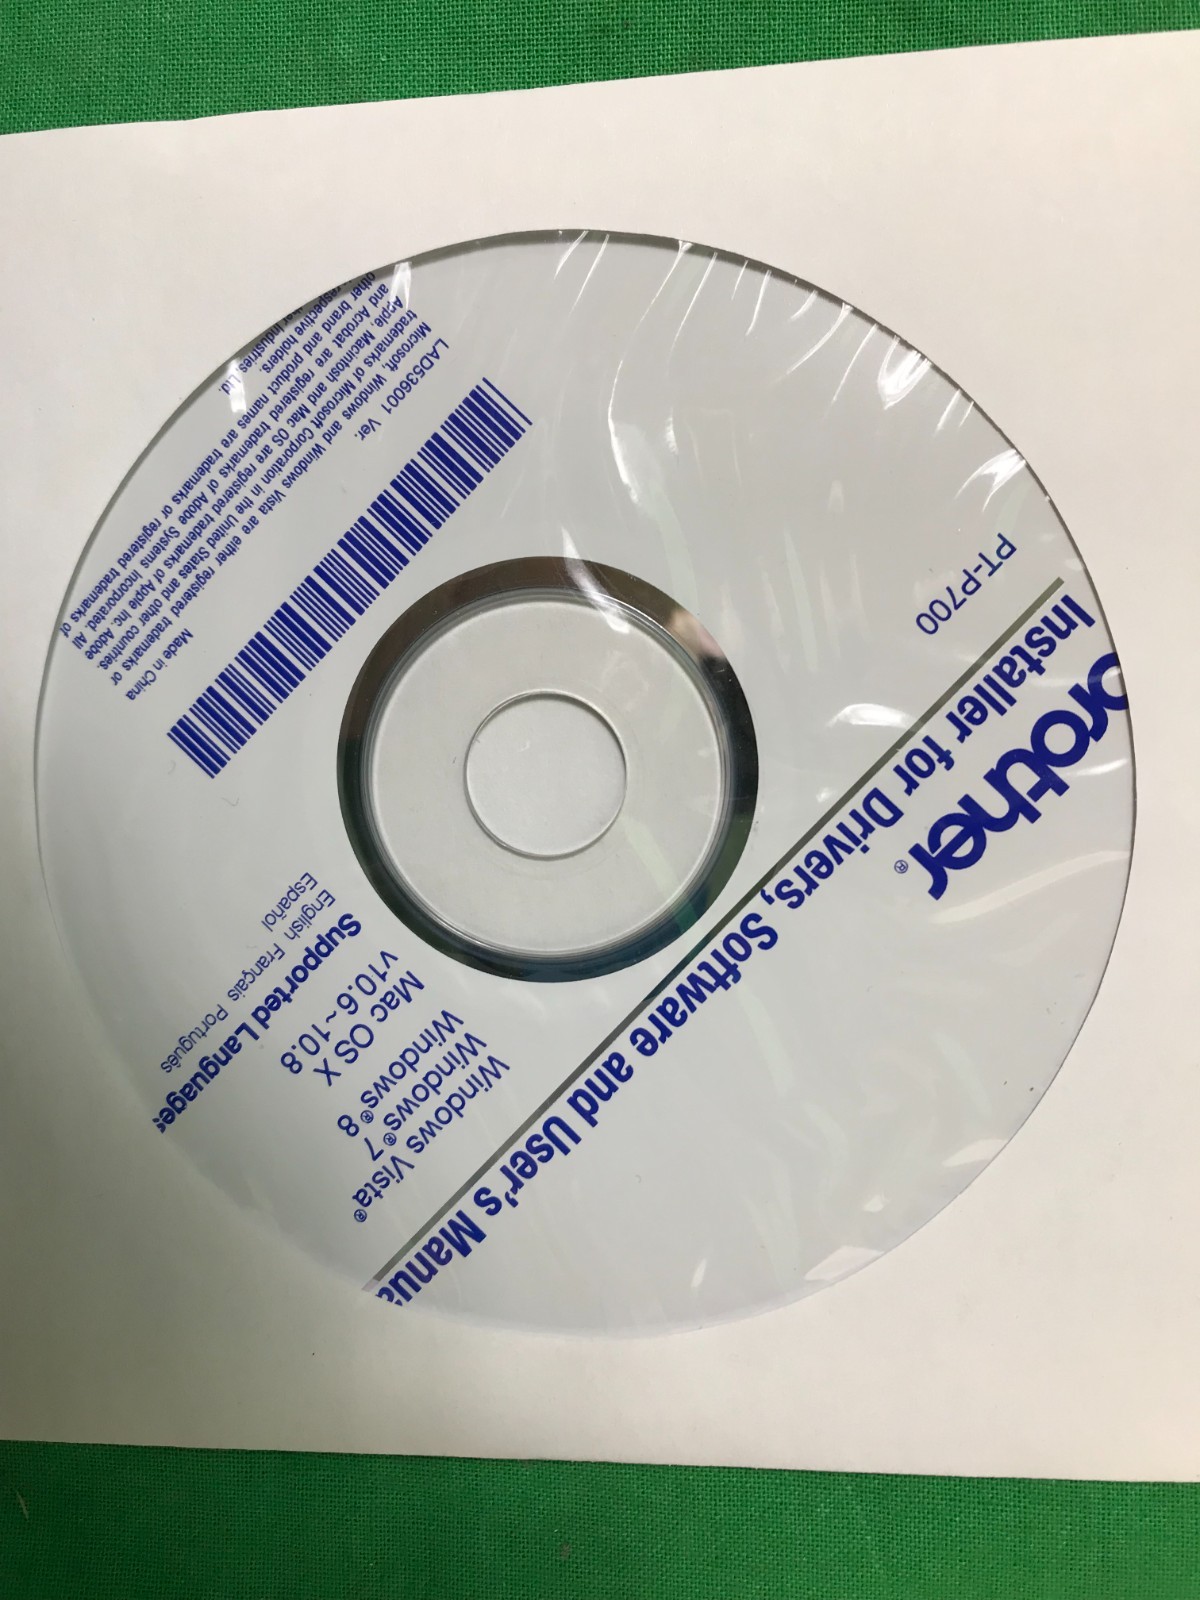 brother®
Installer for Drivers, Software and User's Manua
PT-P700
Windows Vista®
Windows® 7
Windows® 8
Mac OS X
v10.6~10.8
Supported Languages
English Français Português
Español
LAD536001 Ver.
Microsoft, Windows and Windows Vista are either registered trademarks or
trademarks of Microsoft Corporation in the United States and other countries.
Apple, Macintosh and Mac OS are registered trademarks of Apple Inc. Adobe
and Acrobat are registered trademarks of Adobe Systems Incorporated. All
other brand and product names are trademarks or registered trademarks of
respective holders.
Industries, Ltd.
Made in China